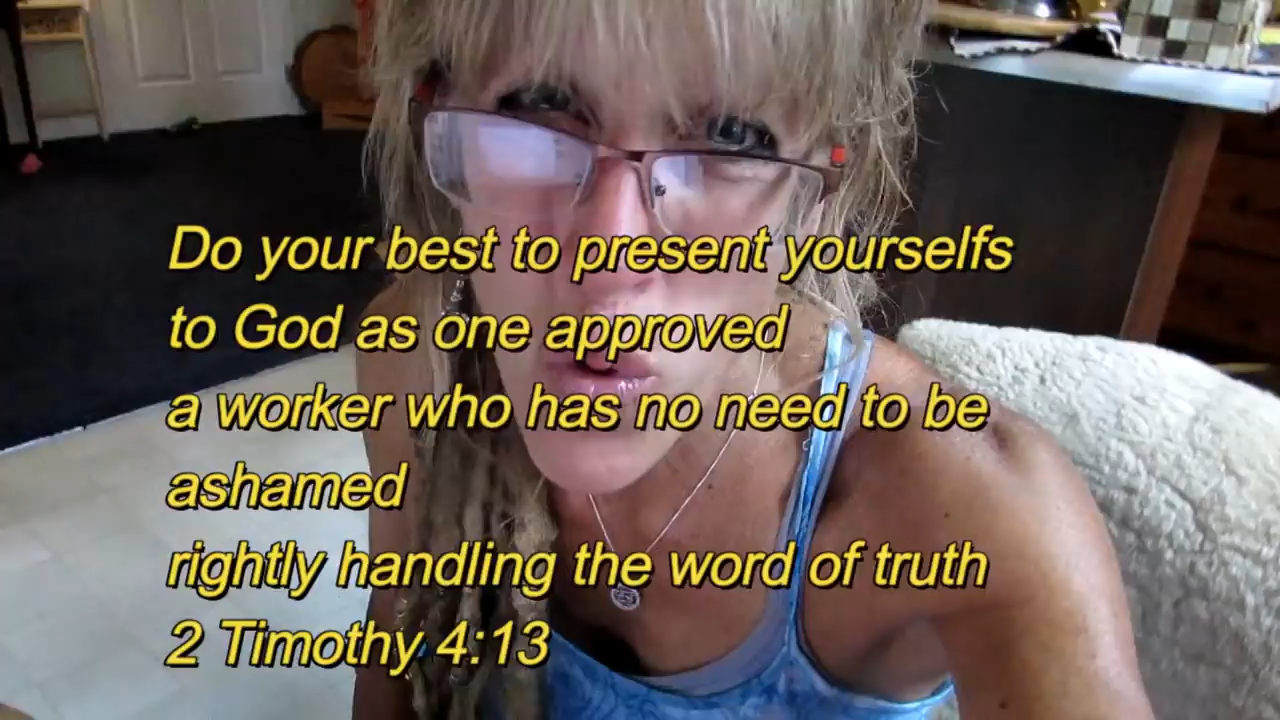 Do your best to present yourselfs
to God as one approved
a worker who has no need to be
ashamed
rightly handling the word of truth
2 Timothy 4:13